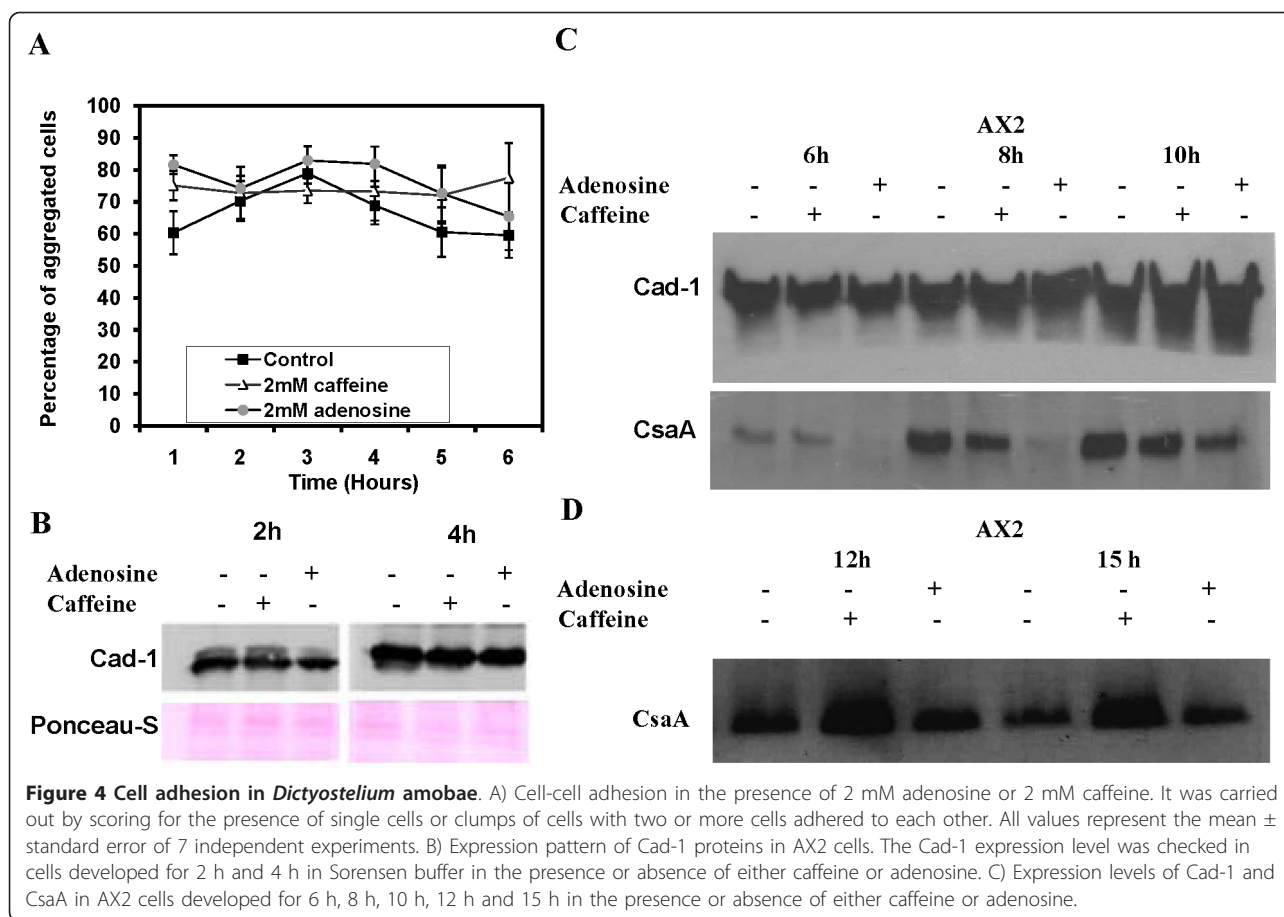 A
Percentage of aggregated cells
100
90
80
70
60
50
40
30
20
10
0
Control
2mM caffeine
2mM adenosine
1 2 3 4 5 6
Time (Hours)
B
2h 4h
Adenosine - - + - - +
Caffeine - + - - + -
Cad-1
Ponceau-S
C
AX2
6h 8h 10h
Adenosine - - + - - + - - +
Caffeine - + - - + - - + -
Cad-1
CsaA
D
AX2
12h 15 h
Adenosine - - + - - +
Caffeine - + - - + -
CsaA
Figure 4 Cell adhesion in Dictyostelium amobae. A) Cell-cell adhesion in the presence of 2 mM adenosine or 2 mM caffeine. It was carried
out by scoring for the presence of single cells or clumps of cells with two or more cells adhered to each other. All values represent the mean ±
standard error of 7 independent experiments. B) Expression pattern of Cad-1 proteins in AX2 cells. The Cad-1 expression level was checked in
cells developed for 2 h and 4 h in Sorensen buffer in the presence or absence of either caffeine or adenosine. C) Expression levels of Cad-1 and
CsaA in AX2 cells developed for 6 h, 8 h, 10 h, 12 h and 15 h in the presence or absence of either caffeine or adenosine.